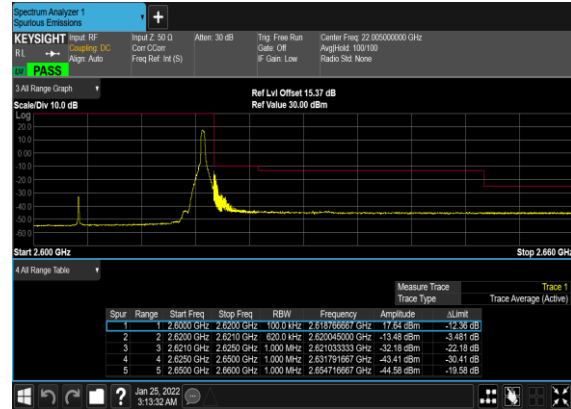 Spectrum Analyzer 1
Spurious Emissions
KEYSIGHT Input: RF Input Z: 50 Ω Atten: 30 dB Trig: Free Run Center Freq: 22.005000000 GHz
RL Coupling: DC Corr CCorr Gate: Off Avg|Hold: 100/100
Align: Auto Freq Ref: Int (S) IF Gain: Low Radio Std: None
PASS
3 All Range Graph
Ref Lvl Offset 15.37 dB
Scale/Div 10.0 dB Ref Value 30.00 dBm
Log
20.0
10.0
0.00
-10.0
-20.0
-30.0
-40.0
-50.0
-60.0
Start 2.600 GHz Stop 2.660 GHz
4 All Range Table
Measure Trace Trace 1
Trace Type Trace Average (Active)
Spur Range Start Freq Stop Freq RBW Frequency Amplitude ΔLimit
1 1 2.6000 GHz 2.6200 GHz 100.0 kHz 2.618766667 GHz 17.64 dBm -12.36 dB
2 2 2.6200 GHz 2.6210 GHz 620.0 kHz 2.620045000 GHz -13.48 dBm -3.481 dB
3 3 2.6210 GHz 2.6250 GHz 1.000 MHz 2.621033333 GHz -32.18 dBm -22.18 dB
4 4 2.6250 GHz 2.6500 GHz 1.000 MHz 2.631791667 GHz -43.41 dBm -30.41 dB
5 5 2.6500 GHz 2.6600 GHz 1.000 MHz 2.654716667 GHz -44.58 dBm -19.58 dB
? Jan 25, 2022
3:13:32 AM